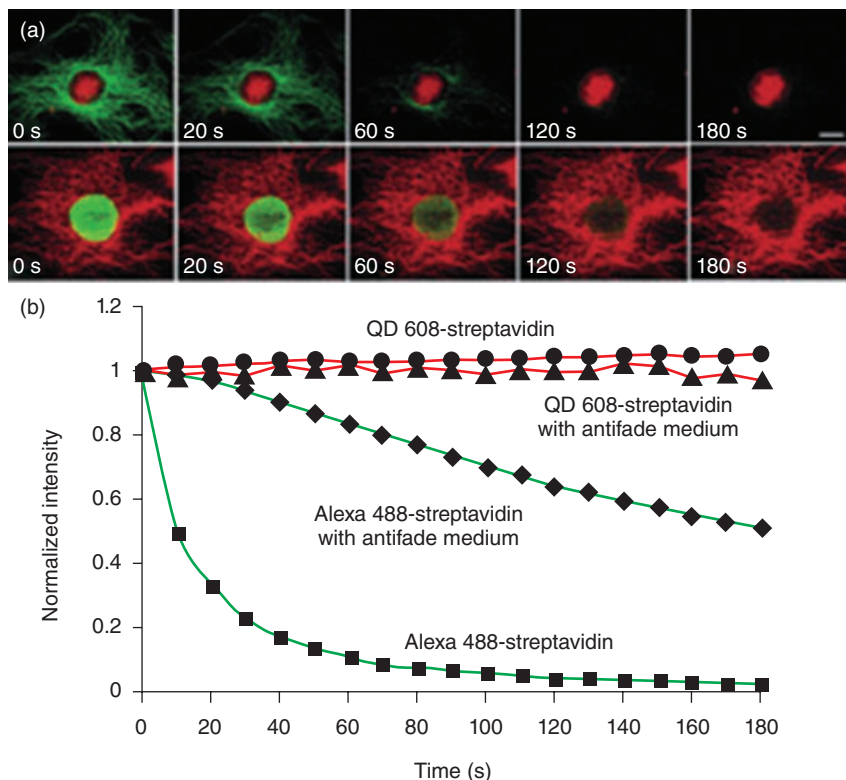 (a)
0 s
20 s
60 s
120 s
180 s
0 s
20 s
60 s
120 s
180 s
(b)
1.2
QD 608-streptavidin
1
QD 608-streptavidin
with antifade medium
0.8
Normalized intensity
0.6
Alexa 488-streptavidin
with antifade medium
0.4
0.2
Alexa 488-streptavidin
0
0 20 40 60 80 100 120 140 160 180
Time (s)